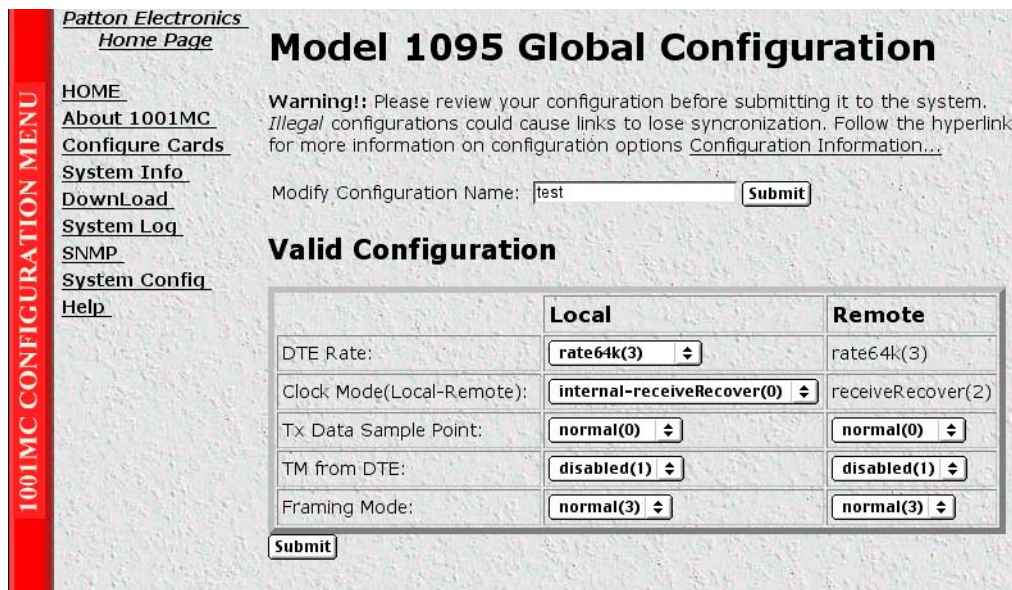 Patton Electronics
Home Page
1001MC CONFIGURATION MENU
HOME
About 1001MC
Configure Cards
System Info
DownLoad
System Log
SNMP
System Config
Help
Model 1095 Global Configuration
Warning!: Please review your configuration before submitting it to the system.
Illegal configurations could cause links to lose syncronization. Follow the hyperlink
for more information on configuration options Configuration Information...
Modify Configuration Name: test Submit
Valid Configuration
Local Remote
DTE Rate: rate64k(3) rate64k(3)
Clock Mode(Local-Remote): internal-receiveRecover(0) receiveRecover(2)
Tx Data Sample Point: normal(0) normal(0)
TM from DTE: disabled(1) disabled(1)
Framing Mode: normal(3) normal(3)
Submit